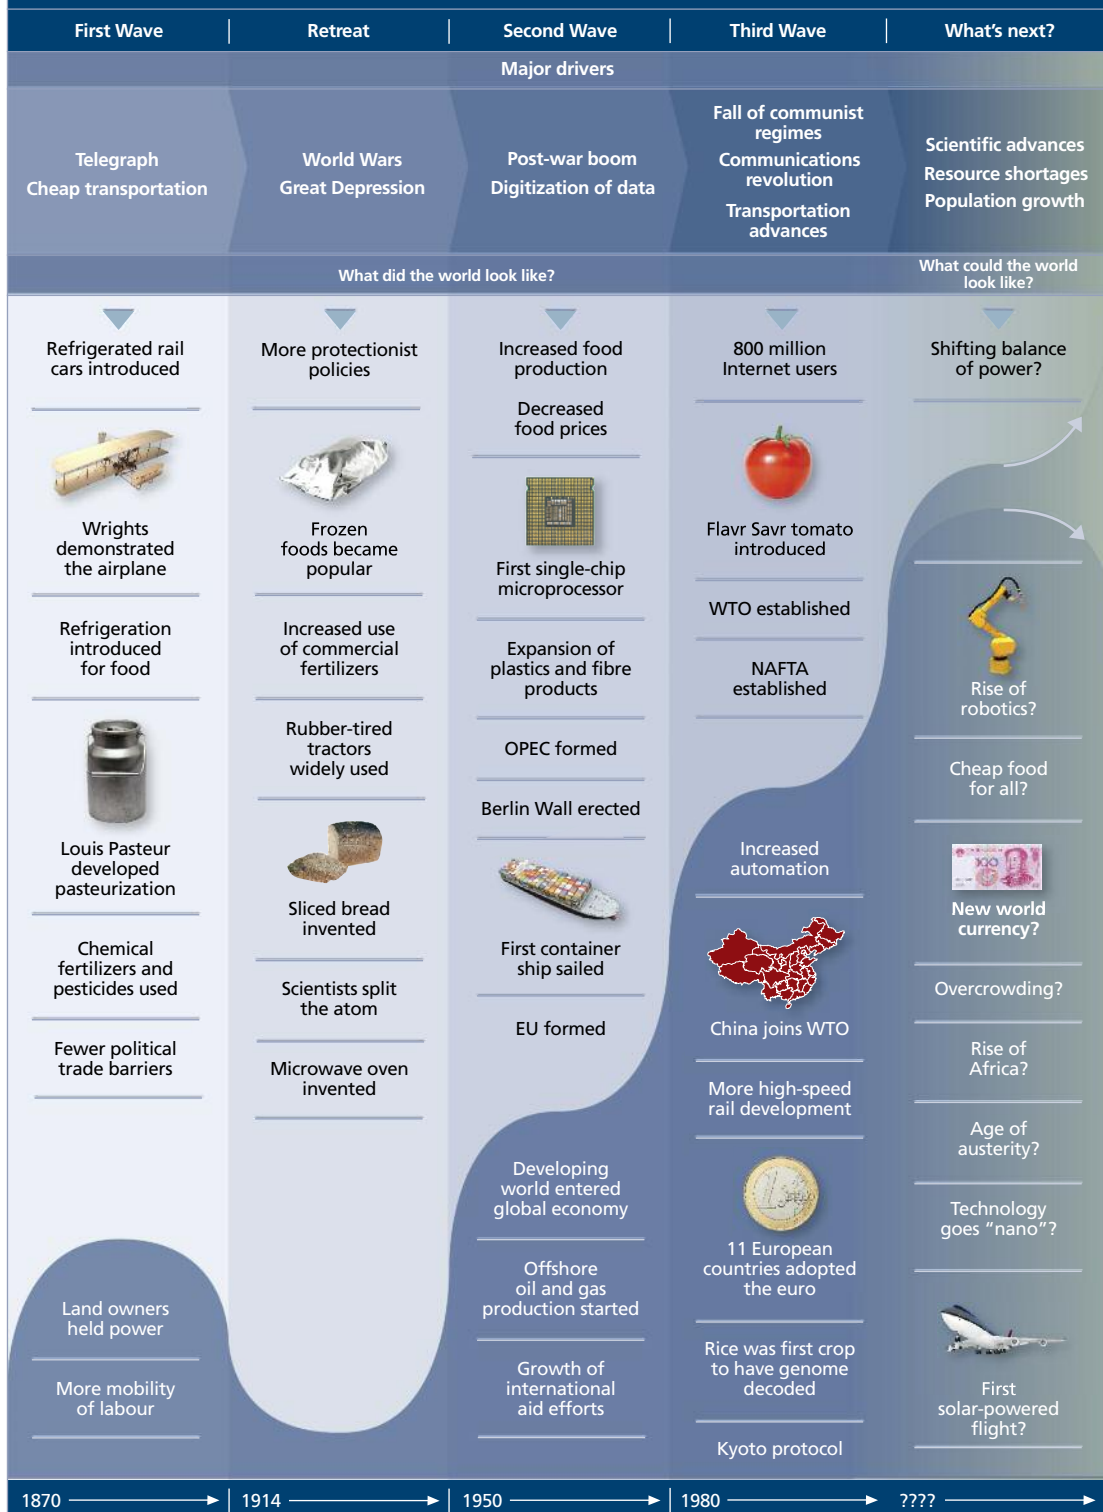 First Wave
Retreat
Second Wave
Third Wave
What's next?
Major drivers
Telegraph
Cheap transportation
World Wars
Great Depression
Post-war boom
Digitization of data
Fall of communist
regimes
Communications
revolution
Transportation
advances
Scientific advances
Resource shortages
Population growth
What did the world look like?
What could the world
look like?
Refrigerated rail
cars introduced
Wrights
demonstrated
the airplane
Refrigeration
introduced
for food
Louis Pasteur
developed
pasteurization
Chemical
fertilizers and
pesticides used
Fewer political
trade barriers
Land owners
held power
More mobility
of labour
More protectionist
policies
Frozen
foods became
popular
Increased use
of commercial
fertilizers
Rubber-tired
tractors
widely used
Sliced bread
invented
Scientists split
the atom
Microwave oven
invented
Increased food
production
Decreased
food prices
First single-chip
microprocessor
Expansion of
plastics and fibre
products
OPEC formed
Berlin Wall erected
First container
ship sailed
EU formed
Developing
world entered
global economy
Offshore
oil and gas
production started
Growth of
international
aid efforts
800 million
Internet users
Flavr Savr tomato
introduced
WTO established
NAFTA
established
Increased
automation
China joins WTO
More high-speed
rail development
1
11 European
countries adopted
the euro
Rice was first crop
to have genome
decoded
Kyoto protocol
Shifting balance
of power?
Rise of
robotics?
Cheap food
for all?
100
New world
currency?
Overcrowding?
Rise of
Africa?
Age of
austerity?
Technology
goes "nano"?
First
solar-powered
flight?
1870
1914
1950
1980
????